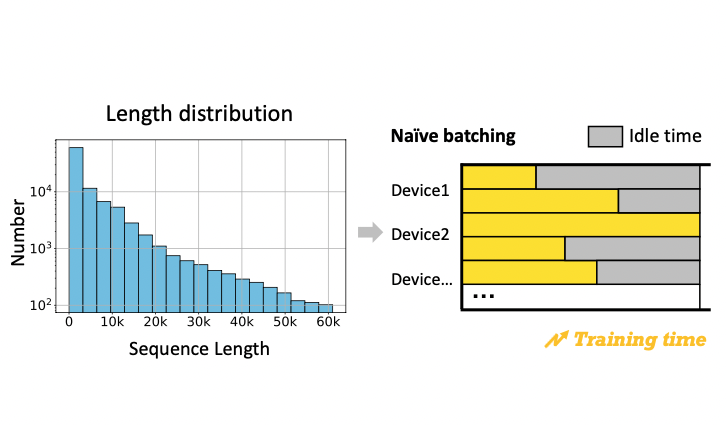 Length distribution
Number
10⁴
10³
10²
0 10k 20k 30k 40k 50k 60k
Sequence Length
Naïve batching
Idle time
Device1
Device2
Device...
...
Training time